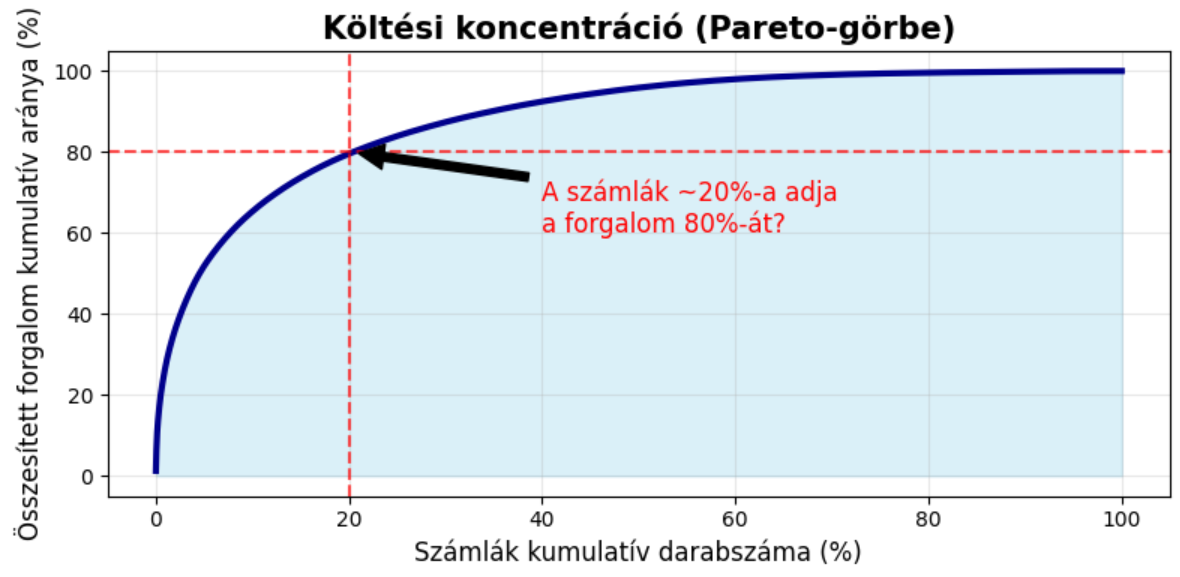 Költési koncentráció (Pareto-görbe)
Összesített forgalom kumulatív aránya (%)
100
80
60
40
20
0
A számlák ~20%-a adja
a forgalom 80%-át?
0 20 40 60 80 100
Számlák kumulatív darabszáma (%)